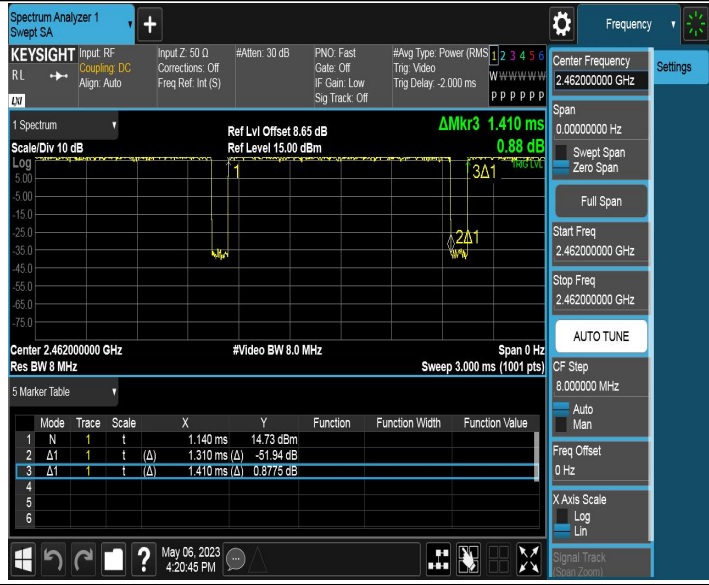 Spectrum Analyzer 1
Swept SA
Frequency
KEYSIGHT
RL
LXI
Input: RF
Coupling: DC
Align: Auto
Input Z: 50 Ω
Corrections: Off
Freq Ref: Int (S)
#Atten: 30 dB
PNO: Fast
Gate: Off
IF Gain: Low
Sig Track: Off
#Avg Type: Power (RMS
Trig: Video
Trig Delay: -2.000 ms
1 2 3 4 5 6
W W W W W W
P P P P P P
Center Frequency
2.462000000 GHz
Settings
1 Spectrum
Scale/Div 10 dB
Ref Lvl Offset 8.65 dB
Ref Level 15.00 dBm
ΔMkr3 1.410 ms
0.88 dB
Log
TRIG LVL
1
3Δ1
2Δ1
5.00
-5.00
-15.0
-25.0
-35.0
-45.0
-55.0
-65.0
-75.0
Center 2.462000000 GHz
Res BW 8 MHz
#Video BW 8.0 MHz
Span 0 Hz
Sweep 3.000 ms (1001 pts)
Span
0.00000000 Hz
Swept Span
Zero Span
Full Span
Start Freq
2.462000000 GHz
Stop Freq
2.462000000 GHz
AUTO TUNE
CF Step
8.000000 MHz
Auto
Man
Freq Offset
0 Hz
X Axis Scale
Log
Lin
Signal Track
(Span Zoom)
5 Marker Table
Mode Trace Scale X Y Function Function Width Function Value
1 N 1 t 1.140 ms 14.73 dBm
2 Δ1 1 t (Δ) 1.310 ms (Δ) -51.94 dB
3 Δ1 1 t (Δ) 1.410 ms (Δ) 0.8775 dB
4
5
6
?
May 06, 2023
4:20:45 PM